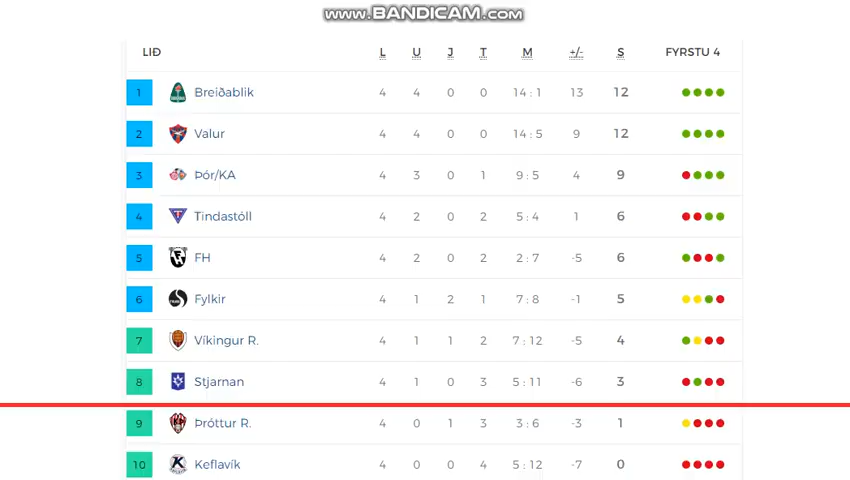 www.BANDICAM.com
LIÐ L U J T M +/- S FYRSTU 4
1 Breiðablik 4 4 0 0 14 : 1 13 12
2 Valur 4 4 0 0 14 : 5 9 12
3 Þór/KA 4 3 0 1 9 : 5 4 9
4 Tindastóll 4 2 0 2 5 : 4 1 6
5 FH 4 2 0 2 2 : 7 -5 6
6 Fylkir 4 1 2 1 7 : 8 -1 5
7 Víkingur R. 4 1 1 2 7 : 12 -5 4
8 Stjarnan 4 1 0 3 5 : 11 -6 3
9 Þróttur R. 4 0 1 3 3 : 6 -3 1
10 Keflavík 4 0 0 4 5 : 12 -7 0